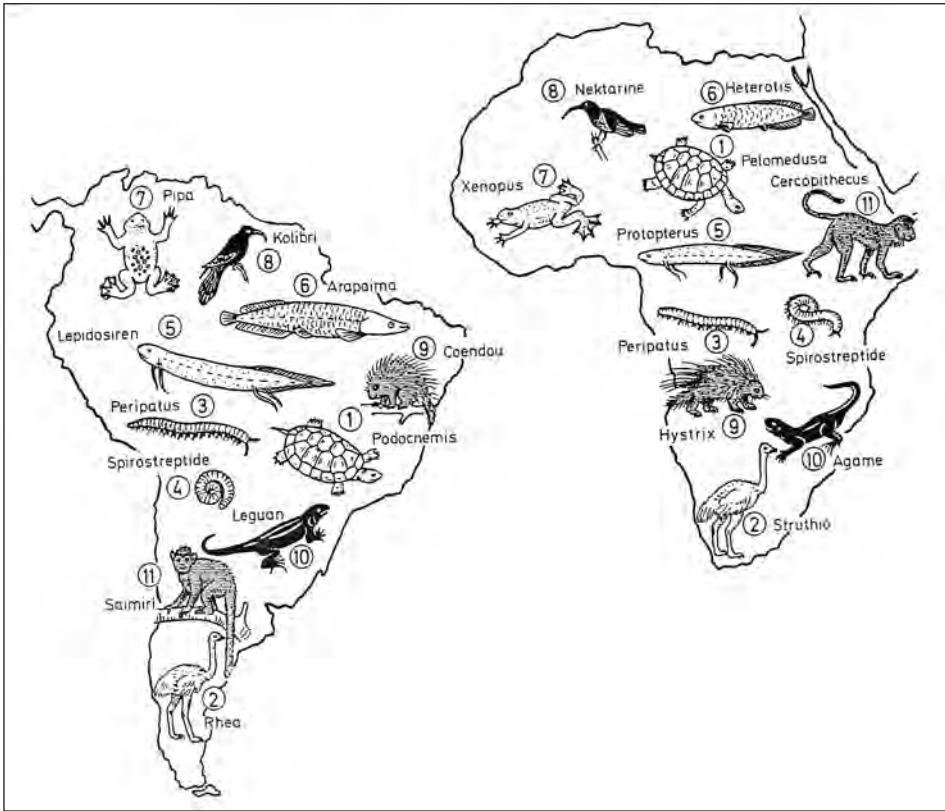 ⑦
Pipa
Kolibri
⑧
⑥ Arapaima
Lepidosiren ⑤
⑨
Coendou
Peripatus ③
①
Podocnemis
Spirostreptide
④
Leguan
⑩
⑪
Saimiri
②
Rhea
⑧ Nektarine
⑥ Heterotis
①
Pelomedusa
Xenopus ⑦
Cercopithecus
⑪
Protopterus ⑤
Peripatus
③
④
Spirostreptide
Hystrix ⑨
⑩ Agame
② Struthio